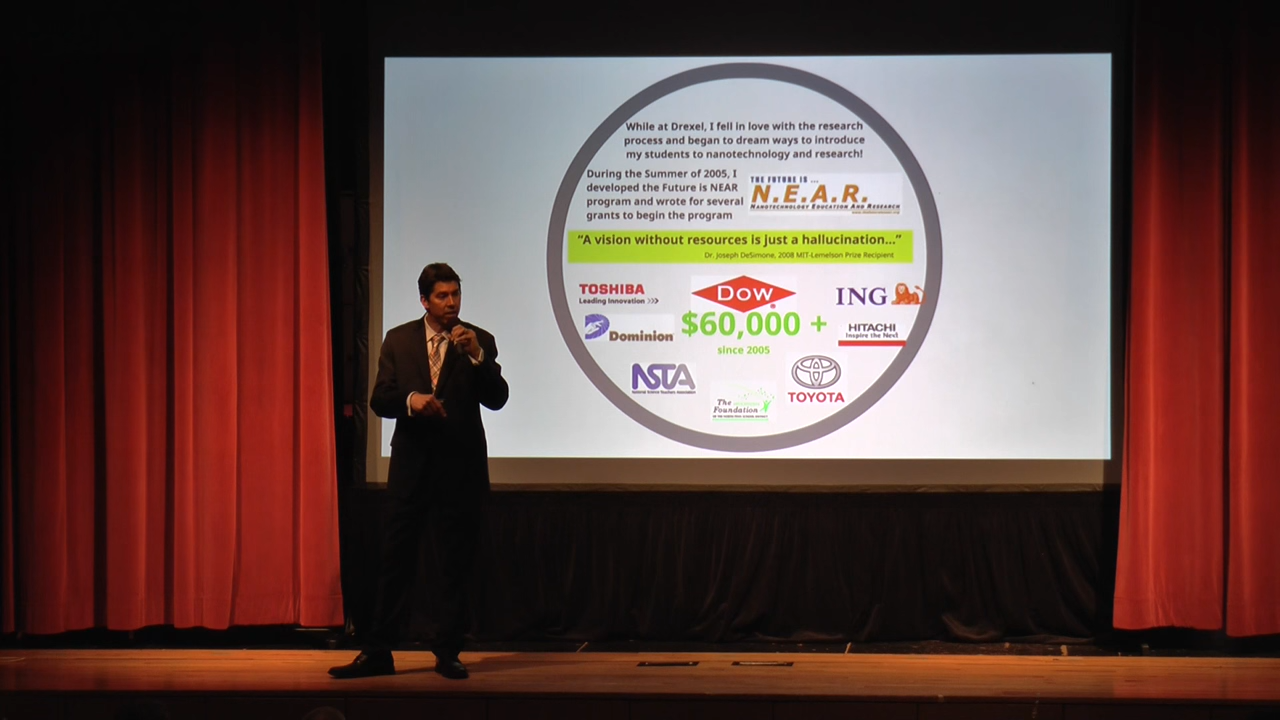 While at Drexel, I fell in love with the research
process and began to dream ways to introduce
my students to nanotechnology and research!
During the Summer of 2005, I
developed the Future is NEAR
program and wrote for several
grants to begin the program
THE FUTURE IS ...
N.E.A.R.
NANOTECHNOLOGY EDUCATION AND RESEARCH
"A vision without resources is just a hallucination..."
Dr. Joseph DeSimone, 2008 MIT-Lemelson Prize Recipient
TOSHIBA
Leading Innovation >>>
DOW
ING
Dominion
$60,000 +
since 2005
HITACHI
Inspire the Next
NSTA
National Science Teachers Association
The
Foundation
TOYOTA